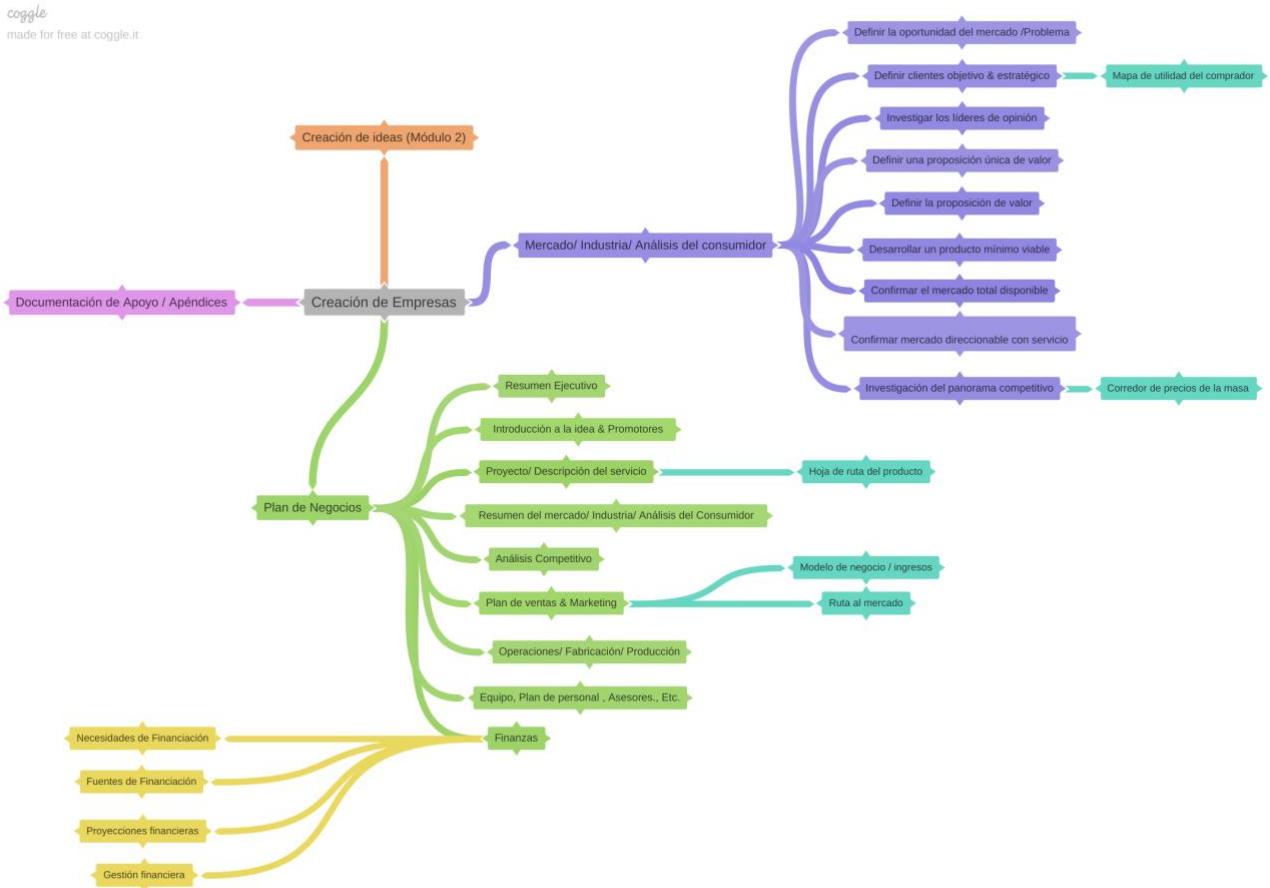 coggle
made for free at coggle.it
Creación de ideas (Módulo 2)
Documentación de Apoyo / Apéndices
Creación de Empresas
Mercado/ Industria/ Análisis del consumidor
Definir la oportunidad del mercado /Problema
Definir clientes objetivo & estratégico
Mapa de utilidad del comprador
Investigar los líderes de opinión
Definir una proposición única de valor
Definir la proposición de valor
Desarrollar un producto mínimo viable
Confirmar el mercado total disponible
Confirmar mercado direccionable con servicio
Investigación del panorama competitivo
Corredor de precios de la masa
Plan de Negocios
Resumen Ejecutivo
Introducción a la idea & Promotores
Proyecto/ Descripción del servicio
Hoja de ruta del producto
Resumen del mercado/ Industria/ Análisis del Consumidor
Análisis Competitivo
Plan de ventas & Marketing
Modelo de negocio / ingresos
Ruta al mercado
Operaciones/ Fabricación/ Producción
Equipo, Plan de personal , Asesores., Etc.
Finanzas
Necesidades de Financiación
Fuentes de Financiación
Proyecciones financieras
Gestión financiera